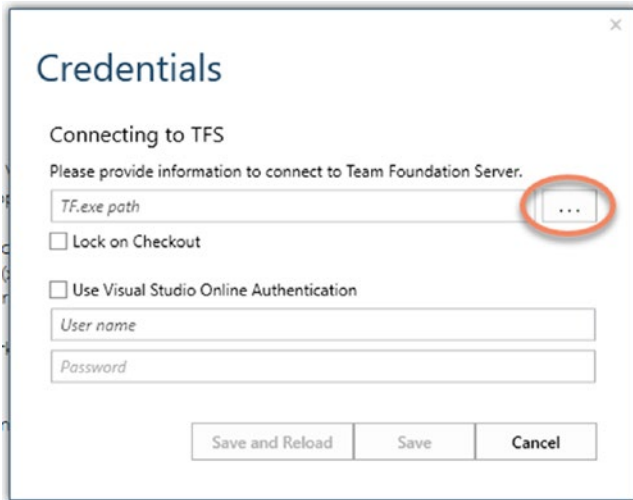 Credentials
Connecting to TFS
Please provide information to connect to Team Foundation Server.
TF.exe path
...
Lock on Checkout
Use Visual Studio Online Authentication
User name
Password
Save and Reload Save Cancel